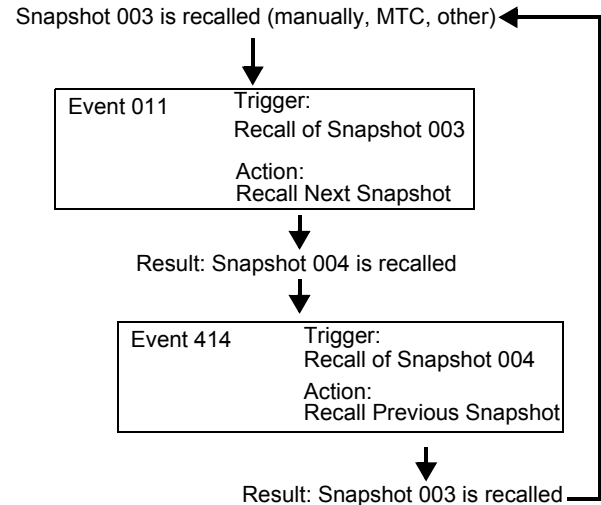 Snapshot 003 is recalled (manually, MTC, other)
Event 011
Trigger:
Recall of Snapshot 003
Action:
Recall Next Snapshot
Result: Snapshot 004 is recalled
Event 414
Trigger:
Recall of Snapshot 004
Action:
Recall Previous Snapshot
Result: Snapshot 003 is recalled